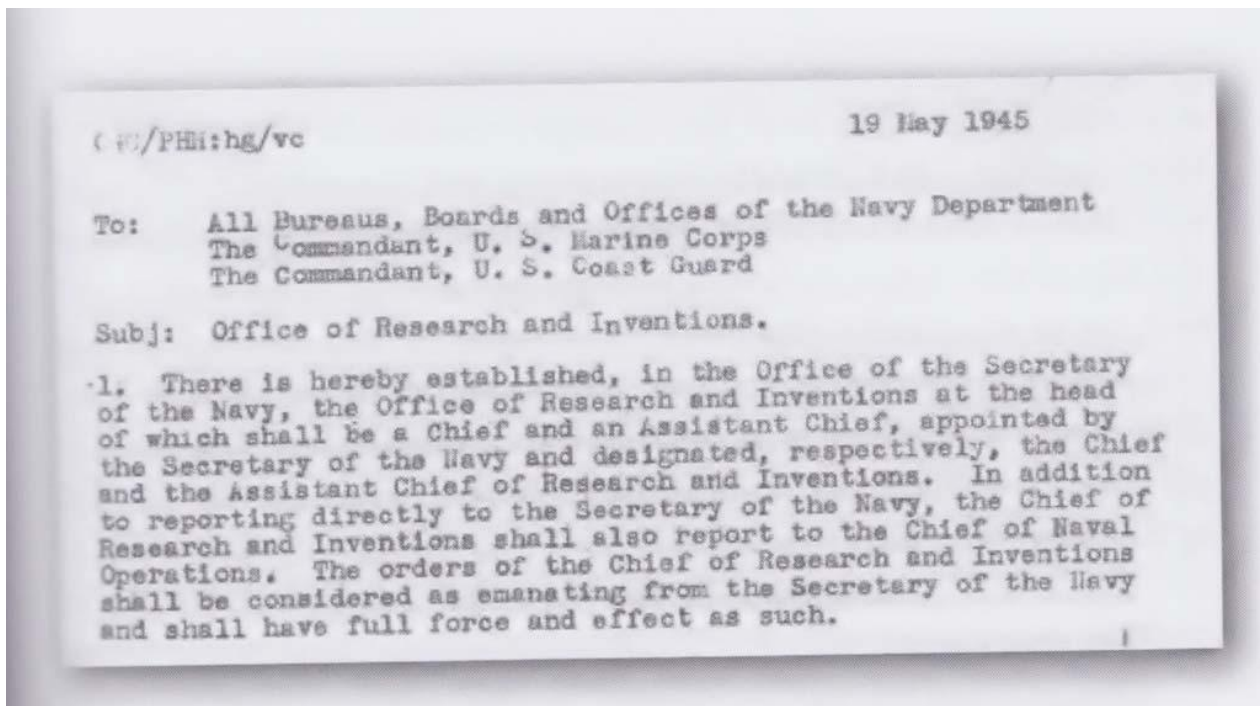 /PHM:hg/vc
19 May 1945
To: All Bureaus, Boards and Offices of the Navy Department
The Commandant, U. S. Marine Corps
The Commandant, U. S. Coast Guard
Subj: Office of Research and Inventions.
1. There is hereby established, in the Office of the Secretary
of the Navy, the Office of Research and Inventions at the head
of which shall be a Chief and an Assistant Chief, appointed by
the Secretary of the Navy and designated, respectively, the Chief
and the Assistant Chief of Research and Inventions. In addition
to reporting directly to the Secretary of the Navy, the Chief of
Research and Inventions shall also report to the Chief of Naval
Operations. The orders of the Chief of Research and Inventions
shall be considered as emanating from the Secretary of the Navy
and shall have full force and effect as such.